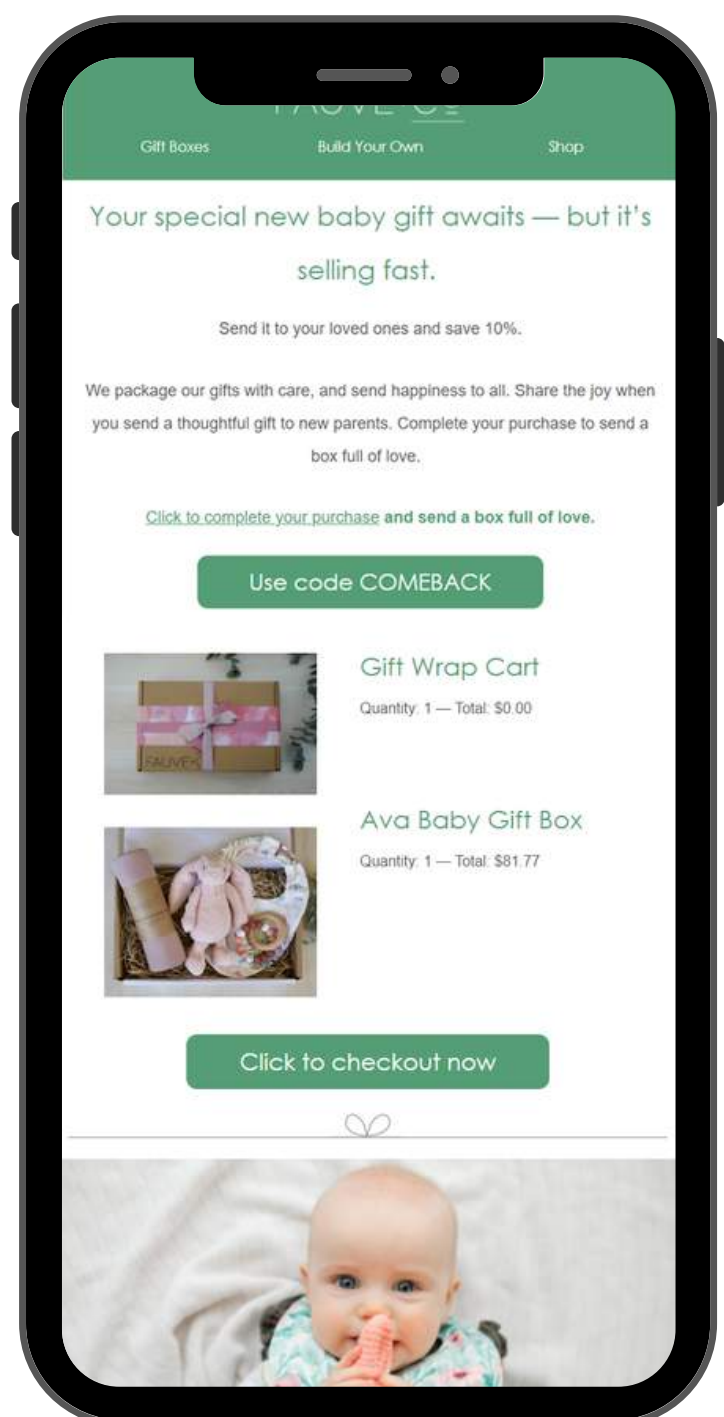 FAUVE + Co
Gift Boxes
Build Your Own
Shop
Your special new baby gift awaits — but it's
selling fast.
Send it to your loved ones and save 10%.
We package our gifts with care, and send happiness to all. Share the joy when
you send a thoughtful gift to new parents. Complete your purchase to send a
box full of love.
Click to complete your purchase and send a box full of love.
Use code COMEBACK
Gift Wrap Cart
Quantity: 1 — Total: $0.00
FAUVE+
Ava Baby Gift Box
Quantity: 1 — Total: $81.77
Click to checkout now